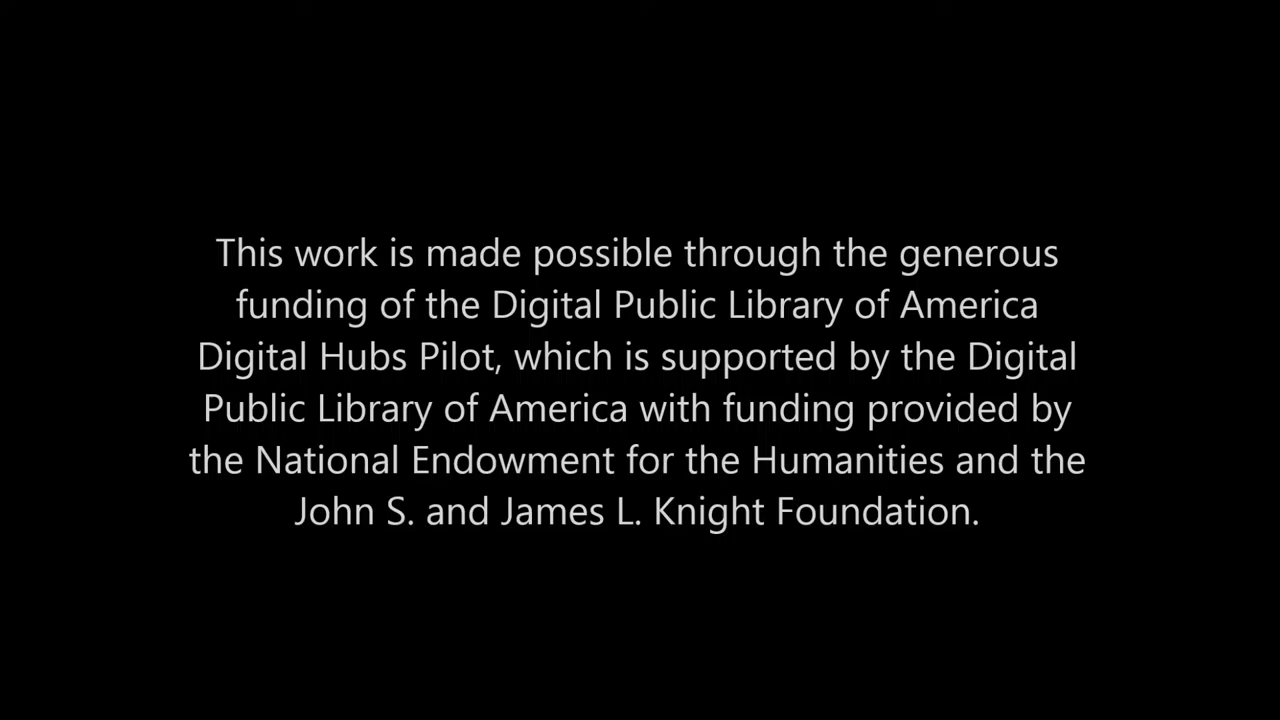 This work is made possible through the generous
funding of the Digital Public Library of America
Digital Hubs Pilot, which is supported by the Digital
Public Library of America with funding provided by
the National Endowment for the Humanities and the
John S. and James L. Knight Foundation.